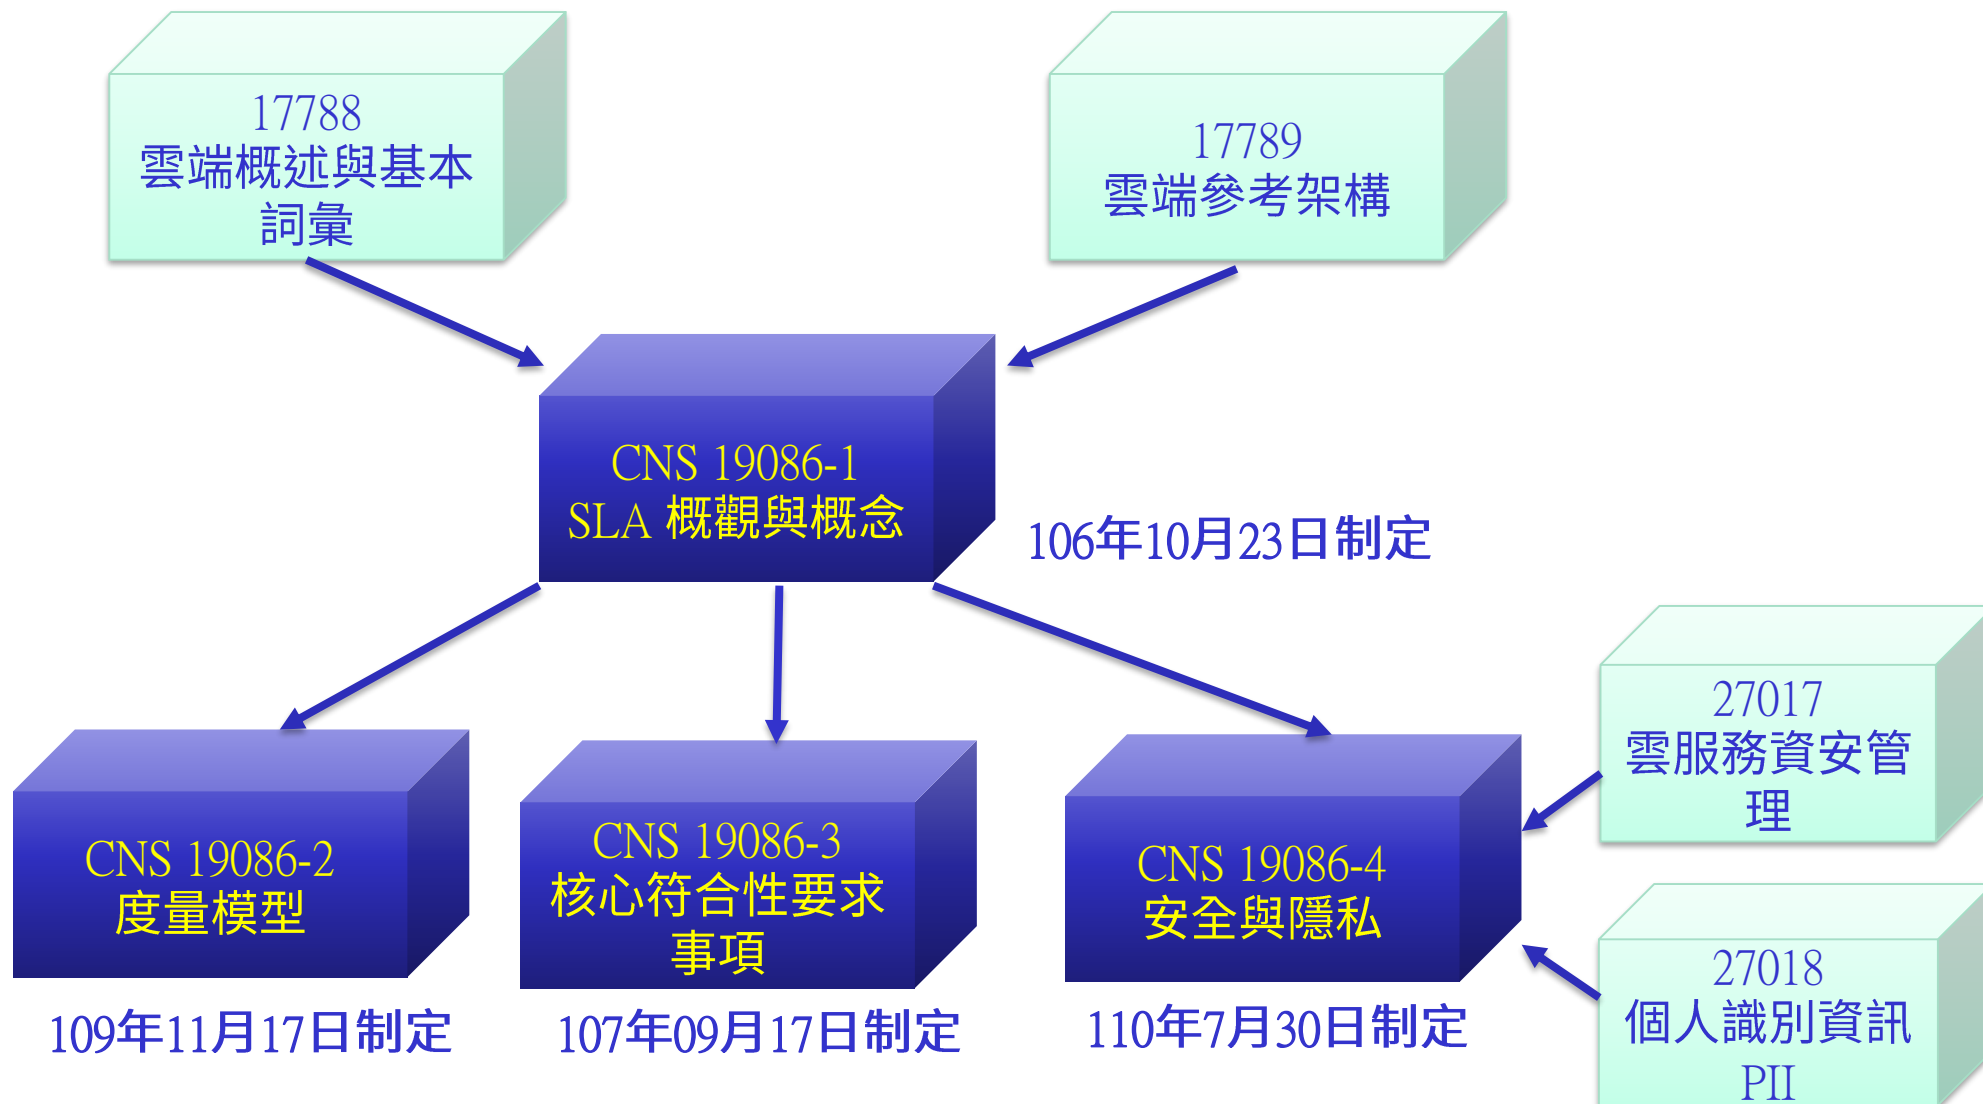 17788
雲端概述與基本
詞彙
17789
雲端參考架構
CNS 19086-1
SLA 概觀與概念
106年10月23日制定
27017
雲服務資安管
理
CNS 19086-2
度量模型
CNS 19086-3
核心符合性要求
事項
CNS 19086-4
安全與隱私
27018
個人識別資訊
PII
109年11月17日制定
107年09月17日制定
110年7月30日制定